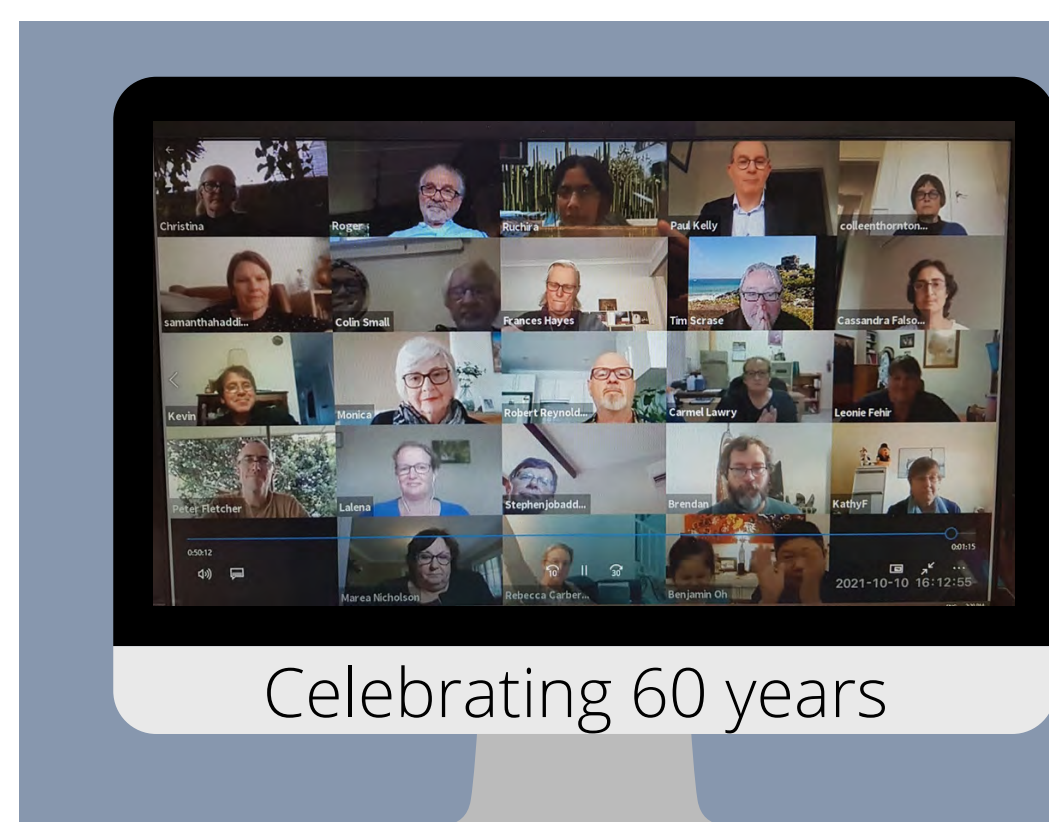 Christina
Roger
Ruchira
Paul Kelly
colleenthornton...
samanthahaddi...
Colin Small
Frances Hayes
Tim Scrase
Cassandra Falso...
Kevin
Monica
Robert Reynold...
Carmel Lawry
Leonie Fehir
Peter Fletcher
Lalena
Stephenjobadd...
Brendan
KathyF
0:50:12
0:01:15
10
30
2021-10-10 16:12:55
Marea Nicholson
Rebecca Carber...
Benjamin Oh
Celebrating 60 years